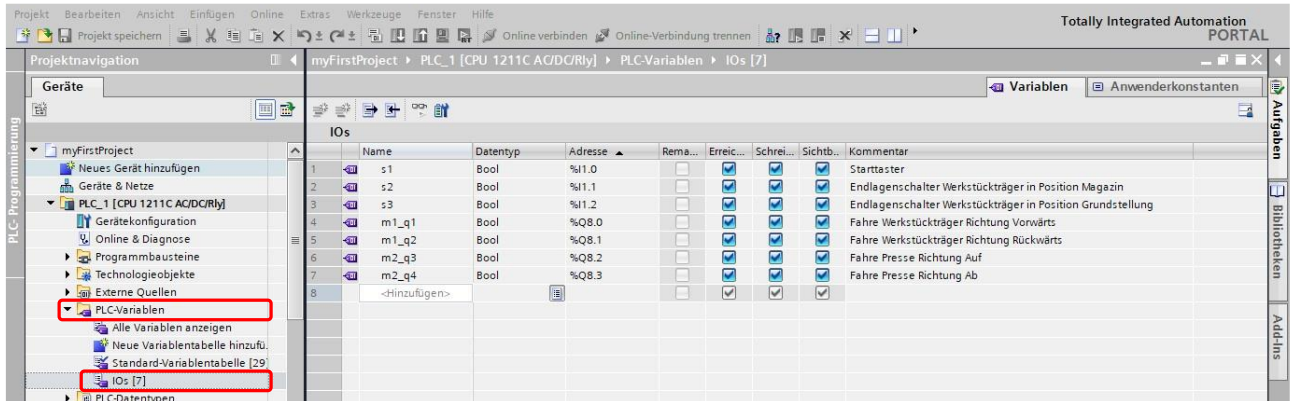 Projekt Bearbeiten Ansicht Einfügen Online Extras Werkzeuge Fenster Hilfe
Totally Integrated Automation
PORTAL
Projekt speichern Online verbinden Online-Verbindung trennen
Projektnavigation
myFirstProject ▸ PLC_1 [CPU 1211C AC/DC/Rly] ▸ PLC-Variablen ▸ IOs [7]
Geräte
Variablen Anwenderkonstanten
IOs
Name Datentyp Adresse Rema... Erreic... Schrei... Sichtb... Kommentar
1 s1 Bool %I1.0 Starttaster
2 s2 Bool %I1.1 Endlagenschalter Werkstückträger in Position Magazin
3 s3 Bool %I1.2 Endlagenschalter Werkstückträger in Position Grundstellung
4 m1_q1 Bool %Q8.0 Fahre Werkstückträger Richtung Vorwärts
5 m1_q2 Bool %Q8.1 Fahre Werkstückträger Richtung Rückwärts
6 m2_q3 Bool %Q8.2 Fahre Presse Richtung Auf
7 m2_q4 Bool %Q8.3 Fahre Presse Richtung Ab
8 <Hinzufügen>
myFirstProject
Neues Gerät hinzufügen
Geräte & Netze
PLC_1 [CPU 1211C AC/DC/Rly]
Gerätekonfiguration
Online & Diagnose
Programmbausteine
Technologieobjekte
Externe Quellen
PLC-Variablen
Alle Variablen anzeigen
Neue Variablentabelle hinzufü.
Standard-Variablentabelle [29]
IOs [7]
PLC-Datentypen
PLC-Programmierung
Aufgaben
Bibliotheken
Add-Ins